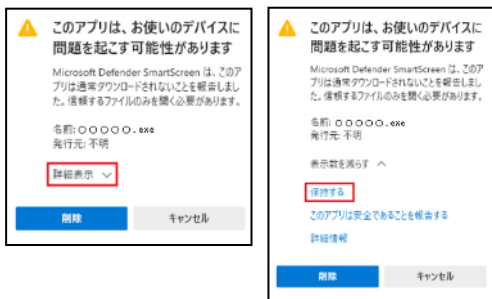 このアプリは、お使いのデバイスに
問題を起こす可能性があります
Microsoft Defender SmartScreen は、このア
プリは通常ダウンロードされないことを報告しまし
た。信頼するファイルのみを開く必要があります。
名前: ○○○○○.exe
発行元: 不明
詳細表示
削除
キャンセル
このアプリは、お使いのデバイスに
問題を起こす可能性があります
Microsoft Defender SmartScreen は、このア
プリは通常ダウンロードされないことを報告しまし
た。信頼するファイルのみを開く必要があります。
名前: ○○○○○.exe
発行元: 不明
表示数を減らす
保持する
このアプリは安全であることを報告する
詳細情報
削除
キャンセル